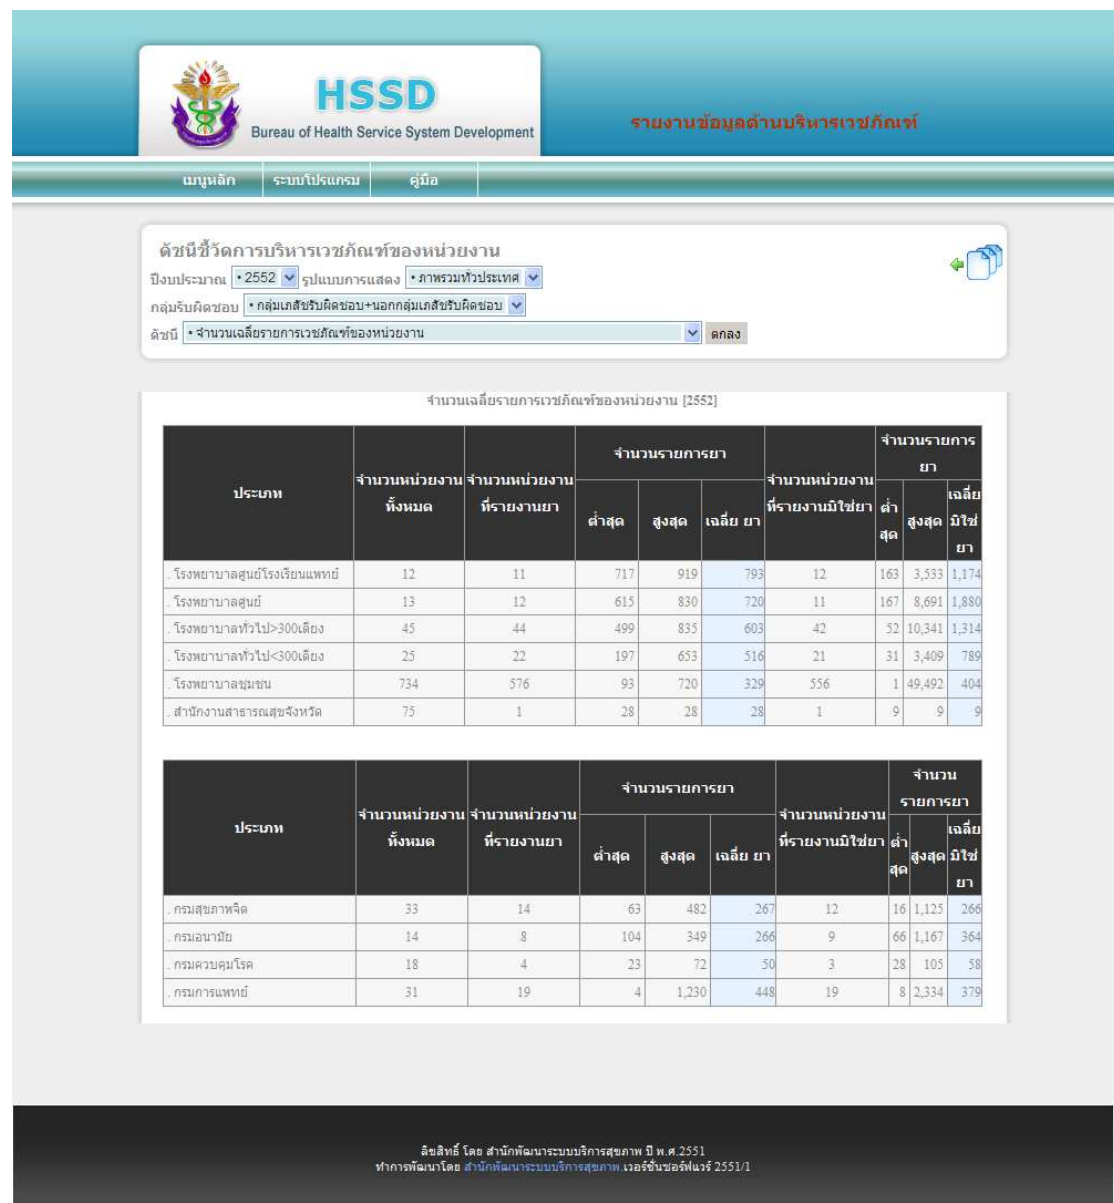 HSSD
Bureau of Health Service System Development
รายงานข้อมูลด้านบริหารเวชภัณฑ์
เมนูหลัก ระบบโปรแกรม คู่มือ
ดัชนีชี้วัดการบริหารเวชภัณฑ์ของหน่วยงาน
ปีงบประมาณ • 2552 รูปแบบการแสดง • ภาพรวมทั่วประเทศ
กลุ่มรับผิดชอบ • กลุ่มเภสัชรับผิดชอบ+นอกกลุ่มเภสัชรับผิดชอบ
ดัชนี • จำนวนเฉลี่ยรายการเวชภัณฑ์ของหน่วยงาน ตกลง
จำนวนเฉลี่ยรายการเวชภัณฑ์ของหน่วยงาน [2552]
ประเภท จำนวนหน่วยงานทั้งหมด จำนวนหน่วยงานที่รายงานยา จำนวนรายการยา จำนวนหน่วยงานที่รายงานมิใช่ยา จำนวนรายการยา
ต่ำสุด สูงสุด เฉลี่ย ยา ต่ำสุด สูงสุด เฉลี่ยมิใช่ยา
. โรงพยาบาลศูนย์โรงเรียนแพทย์ 12 11 717 919 793 12 163 3,533 1,174
. โรงพยาบาลศูนย์ 13 12 615 830 720 11 167 8,691 1,880
. โรงพยาบาลทั่วไป>300เตียง 45 44 499 835 603 42 52 10,341 1,314
. โรงพยาบาลทั่วไป<300เตียง 25 22 197 653 516 21 31 3,409 789
. โรงพยาบาลชุมชน 734 576 93 720 329 556 1 49,492 404
. สำนักงานสาธารณสุขจังหวัด 75 1 28 28 28 1 9 9 9
ประเภท จำนวนหน่วยงานทั้งหมด จำนวนหน่วยงานที่รายงานยา จำนวนรายการยา จำนวนหน่วยงานที่รายงานมิใช่ยา จำนวนรายการยา
ต่ำสุด สูงสุด เฉลี่ย ยา ต่ำสุด สูงสุด เฉลี่ยมิใช่ยา
. กรมสุขภาพจิต 33 14 63 482 267 12 16 1,125 266
. กรมอนามัย 14 8 104 349 266 9 66 1,167 364
. กรมควบคุมโรค 18 4 23 72 50 3 28 105 58
. กรมการแพทย์ 31 19 4 1,230 448 19 8 2,334 379
ลิขสิทธิ์ โดย สำนักพัฒนาระบบบริการสุขภาพ ปี พ.ศ.2551
ทำการพัฒนาโดย สำนักพัฒนาระบบบริการสุขภาพ.เวอร์ชั่นซอร์ฟแวร์ 2551/1